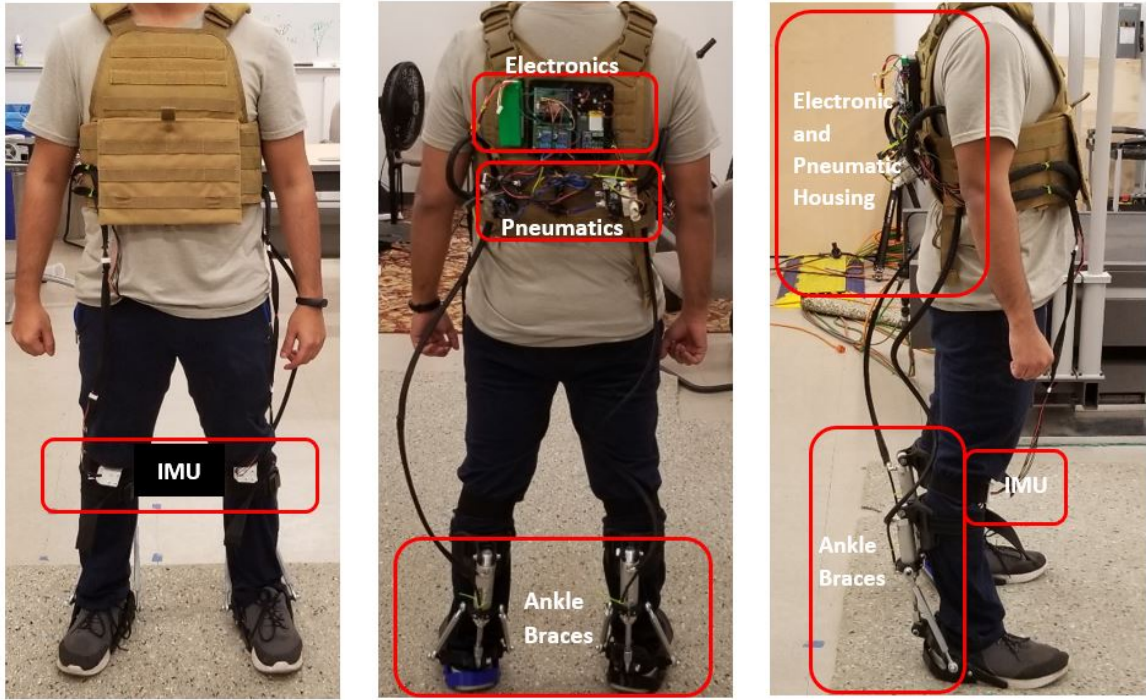 IMU
Electronics
Pneumatics
Ankle
Braces
Electronic
and
Pneumatic
Housing
IMU
Ankle
Braces